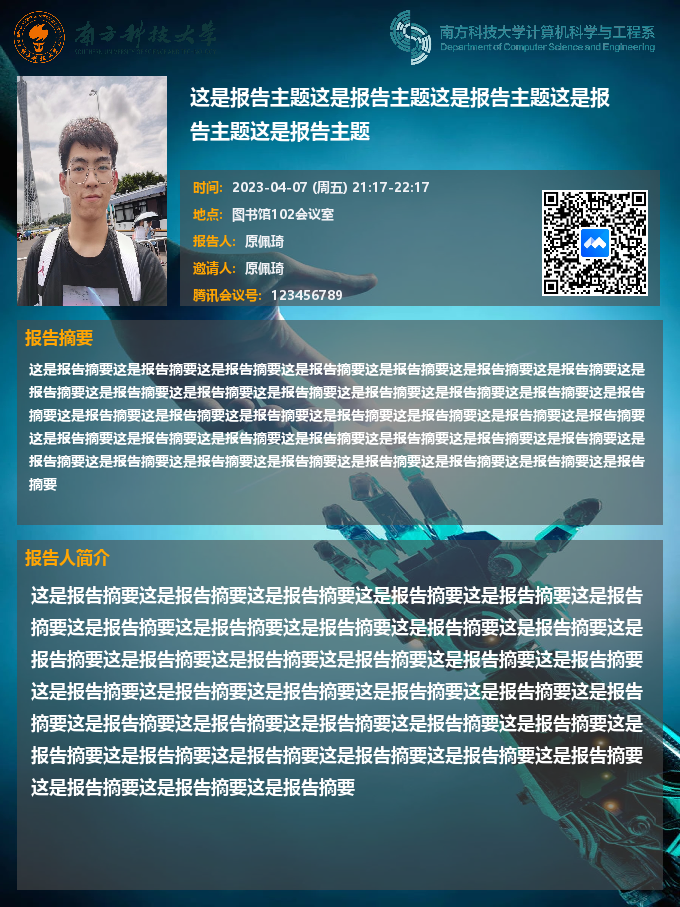 南方科技大学
南方科技大学计算机科学与工程系
Department of Computer Science and Engineering
这是报告主题这是报告主题这是报告主题这是报
告主题这是报告主题
时间: 2023-04-07 (周五) 21:17-22:17
地点: 图书馆102会议室
报告人: 原佩琦
邀请人: 原佩琦
腾讯会议号: 123456789
报告摘要
这是报告摘要这是报告摘要这是报告摘要这是报告摘要这是报告摘要这是报告摘要这是报告摘要这是
报告摘要这是报告摘要这是报告摘要这是报告摘要这是报告摘要这是报告摘要这是报告摘要这是报告
摘要这是报告摘要这是报告摘要这是报告摘要这是报告摘要这是报告摘要这是报告摘要这是报告摘要
这是报告摘要这是报告摘要这是报告摘要这是报告摘要这是报告摘要这是报告摘要这是报告摘要这是
报告摘要这是报告摘要这是报告摘要这是报告摘要这是报告摘要这是报告摘要这是报告摘要这是报告
摘要
报告人简介
这是报告摘要这是报告摘要这是报告摘要这是报告摘要这是报告摘要这是报告
摘要这是报告摘要这是报告摘要这是报告摘要这是报告摘要这是报告摘要这是
报告摘要这是报告摘要这是报告摘要这是报告摘要这是报告摘要这是报告摘要
这是报告摘要这是报告摘要这是报告摘要这是报告摘要这是报告摘要这是报告
摘要这是报告摘要这是报告摘要这是报告摘要这是报告摘要这是报告摘要这是
报告摘要这是报告摘要这是报告摘要这是报告摘要这是报告摘要这是报告摘要
这是报告摘要这是报告摘要这是报告摘要